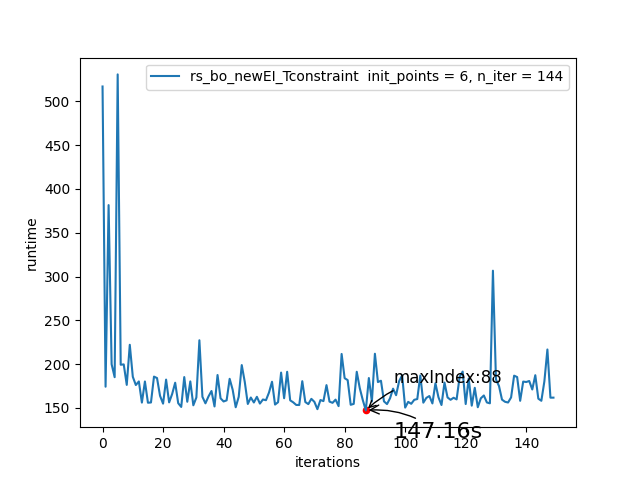 rs_bo_newEI_Tconstraint  init_points = 6, n_iter = 144
runtime
500
450
400
350
300
250
200
150
maxIndex:88
147.16s
0 20 40 60 80 100 120 140
iterations